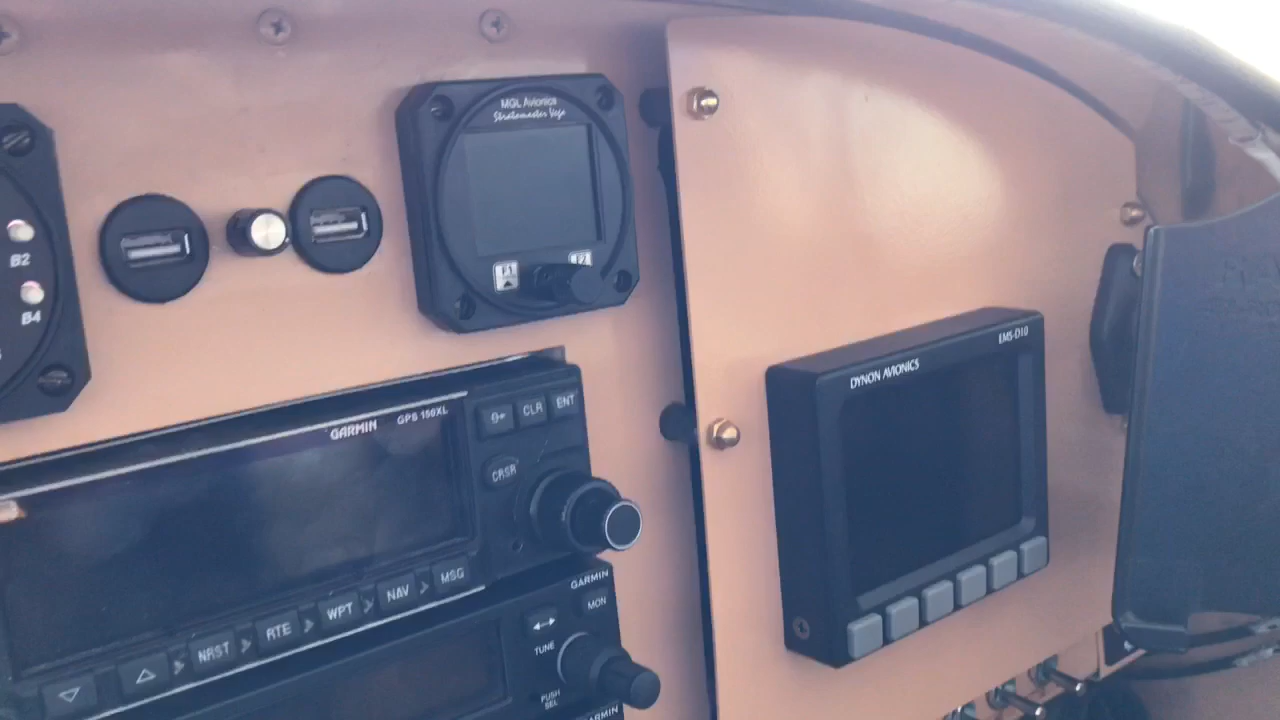 MGL Avionics
Stratomaster Vega
F1
F2
B2
B4
DYNON AVIONICS
EMS-D10
GARMIN
GPS 150XL
CLR
ENT
CRSR
NRST
RTE
WPT
NAV
MSG
GARMIN
MON
TUNE
PUSH
SEL
GARMIN